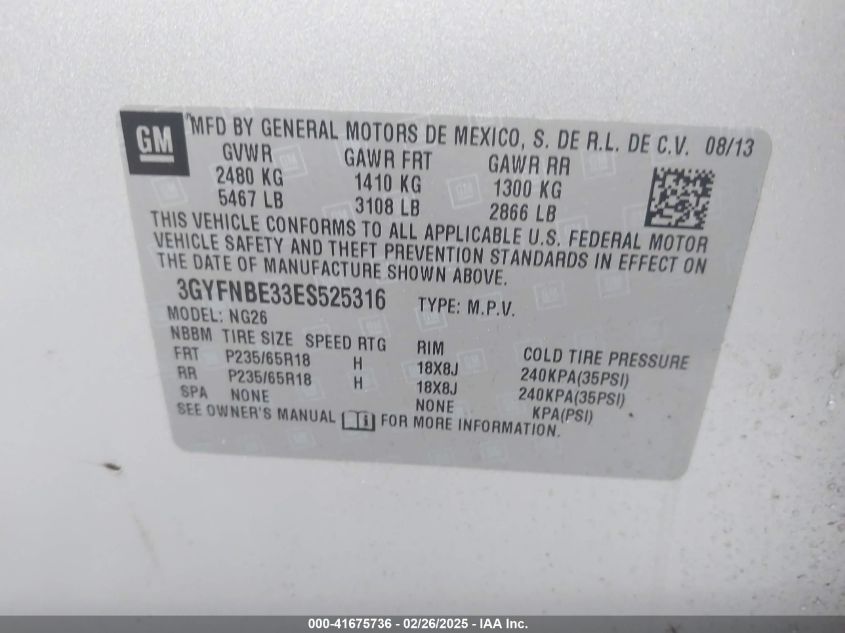 GM MFD BY GENERAL MOTORS DE MEXICO, S. DE R.L. DE C.V. 08/13
GVWR GAWR FRT GAWR RR
2480 KG 1410 KG 1300 KG
5467 LB 3108 LB 2866 LB
THIS VEHICLE CONFORMS TO ALL APPLICABLE U.S. FEDERAL MOTOR
VEHICLE SAFETY AND THEFT PREVENTION STANDARDS IN EFFECT ON
THE DATE OF MANUFACTURE SHOWN ABOVE.
3GYFNBE33ES525316 TYPE: M.P.V.
MODEL: NG26
NBBM TIRE SIZE SPEED RTG RIM COLD TIRE PRESSURE
FRT P235/65R18 H 18X8J 240KPA(35PSI)
RR P235/65R18 H 18X8J 240KPA(35PSI)
SPA NONE NONE KPA(PSI)
SEE OWNER'S MANUAL i FOR MORE INFORMATION.
000-41675736 - 02/26/2025 - IAA Inc.